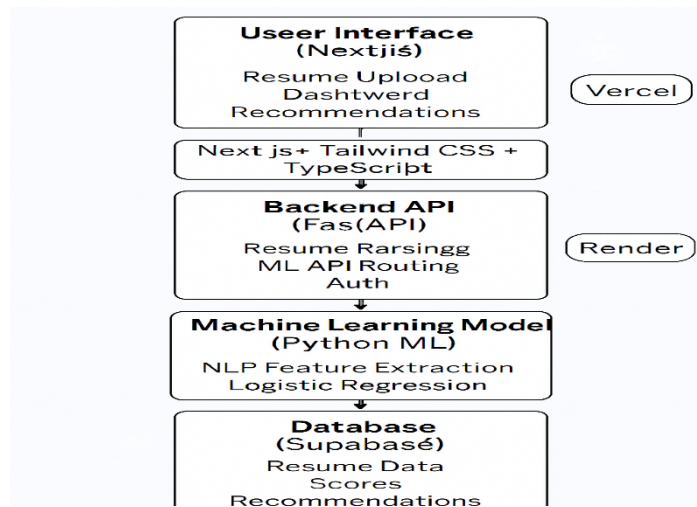 Useer Interface
(Nextjiś)
Resume Uplooad
Dashtwerd
Recommendations
Vercel
Next js+ Tailwind CSS +
TypeScript
Backend API
(Fas(API)
Resume Rarsingg
ML API Routing
Auth
Render
Machine Learning Model
(Python ML)
NLP Feature Extraction
Logistic Regression
Database
(Supabasé)
Resume Data
Scores
Recommendations